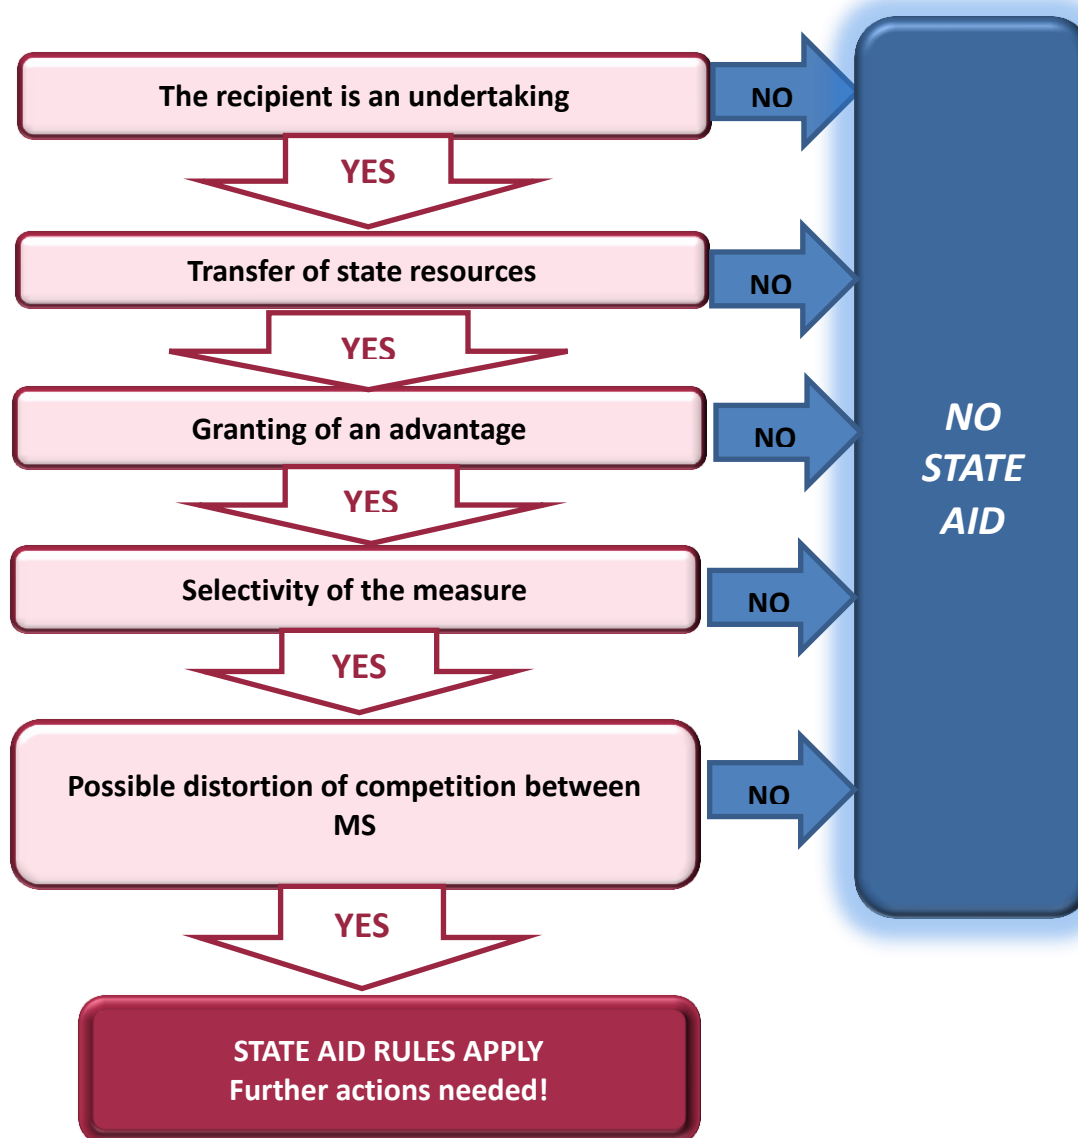 The recipient is an undertaking
NO
YES
Transfer of state resources
NO
YES
Granting of an advantage
NO
YES
Selectivity of the measure
NO
YES
Possible distortion of competition between
MS
NO
YES
STATE AID RULES APPLY
Further actions needed!
NO
STATE
AID